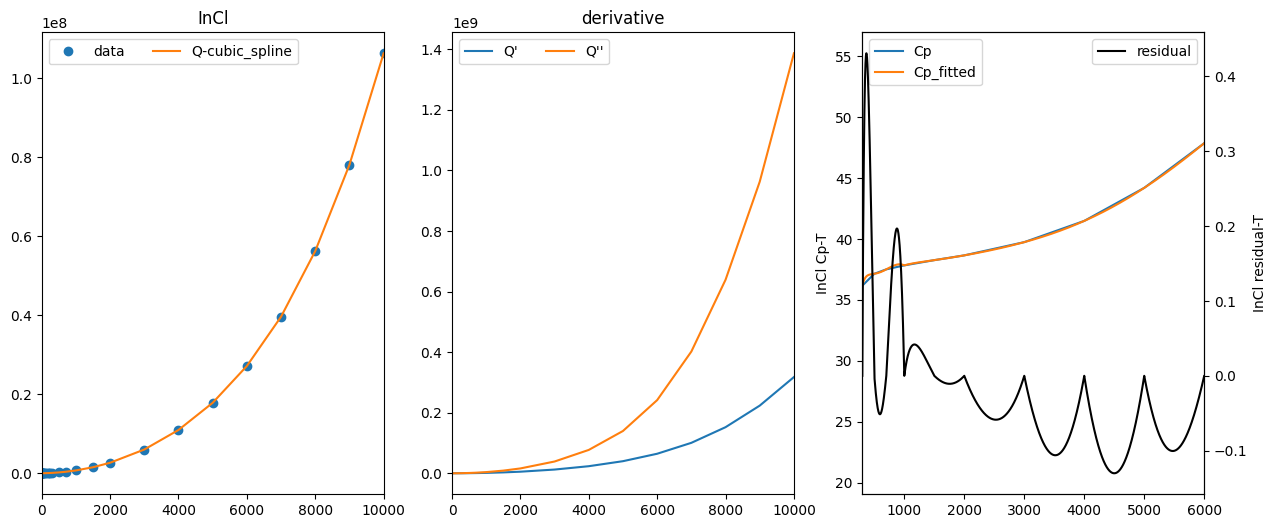 InCl
1e8
data
Q-cubic_spline
1.0
0.8
0.6
0.4
0.2
0.0
0 2000 4000 6000 8000 10000
derivative
1e9
Q'
Q''
1.4
1.2
1.0
0.8
0.6
0.4
0.2
0.0
0 2000 4000 6000 8000 10000
Cp
Cp_fitted
residual
InCl Cp-T
55
50
45
40
35
30
25
20
1000 2000 3000 4000 5000 6000
0.4
0.3
0.2
0.1
0.0
−0.1
InCl residual-T